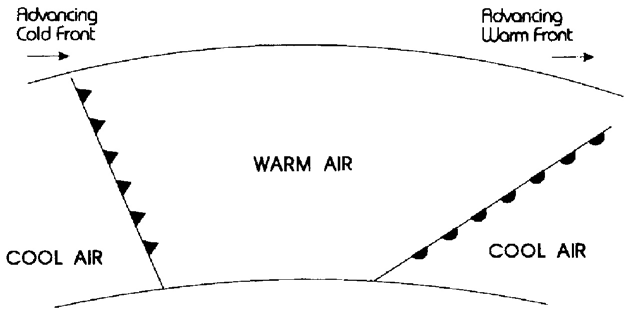 Advancing
Cold Front
Advancing
Warm Front
WARM AIR
COOL AIR
COOL AIR